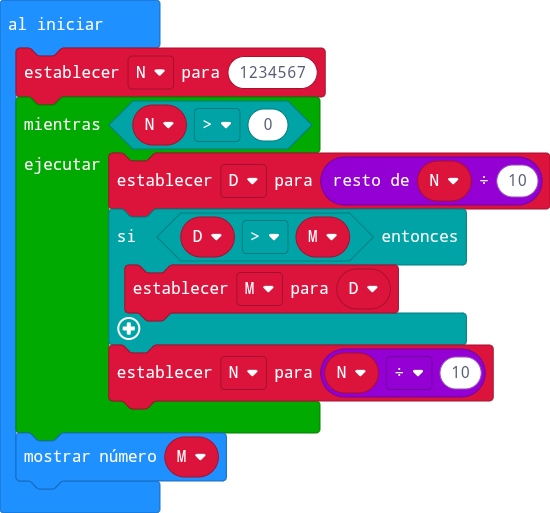 al iniciar
establecer N para 1234567
mientras N > 0
ejecutar
establecer D para resto de N ÷ 10
si D > M entonces
establecer M para D
establecer N para N ÷ 10
mostrar número M